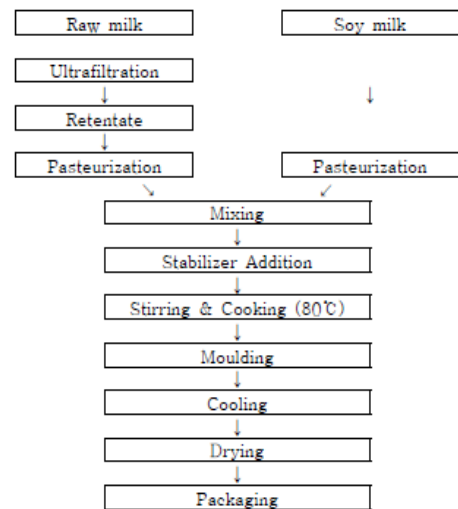 Raw milk
Soy milk
Ultrafiltration
↓
↓
Retentate
↓
Pasteurization
Pasteurization
↘
↙
Mixing
↓
Stabilizer Addition
↓
Stirring & Cooking (80℃)
↓
Moulding
↓
Cooling
↓
Drying
↓
Packaging